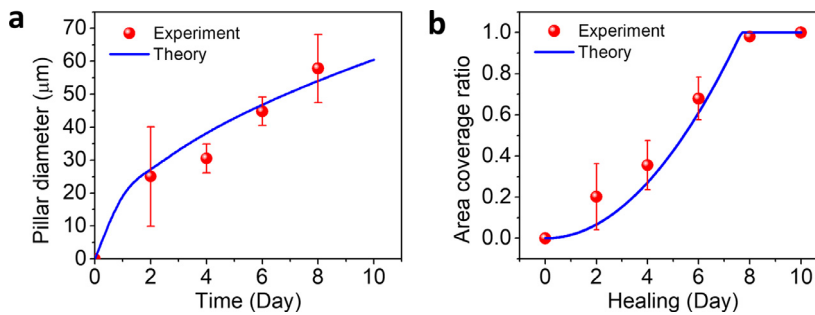 a
Experiment
Theory
Pillar diameter (μm)
70
60
50
40
30
20
10
0
0 2 4 6 8 10
Time (Day)
b
Experiment
Theory
Area coverage ratio
1.0
0.8
0.6
0.4
0.2
0.0
0 2 4 6 8 10
Healing (Day)